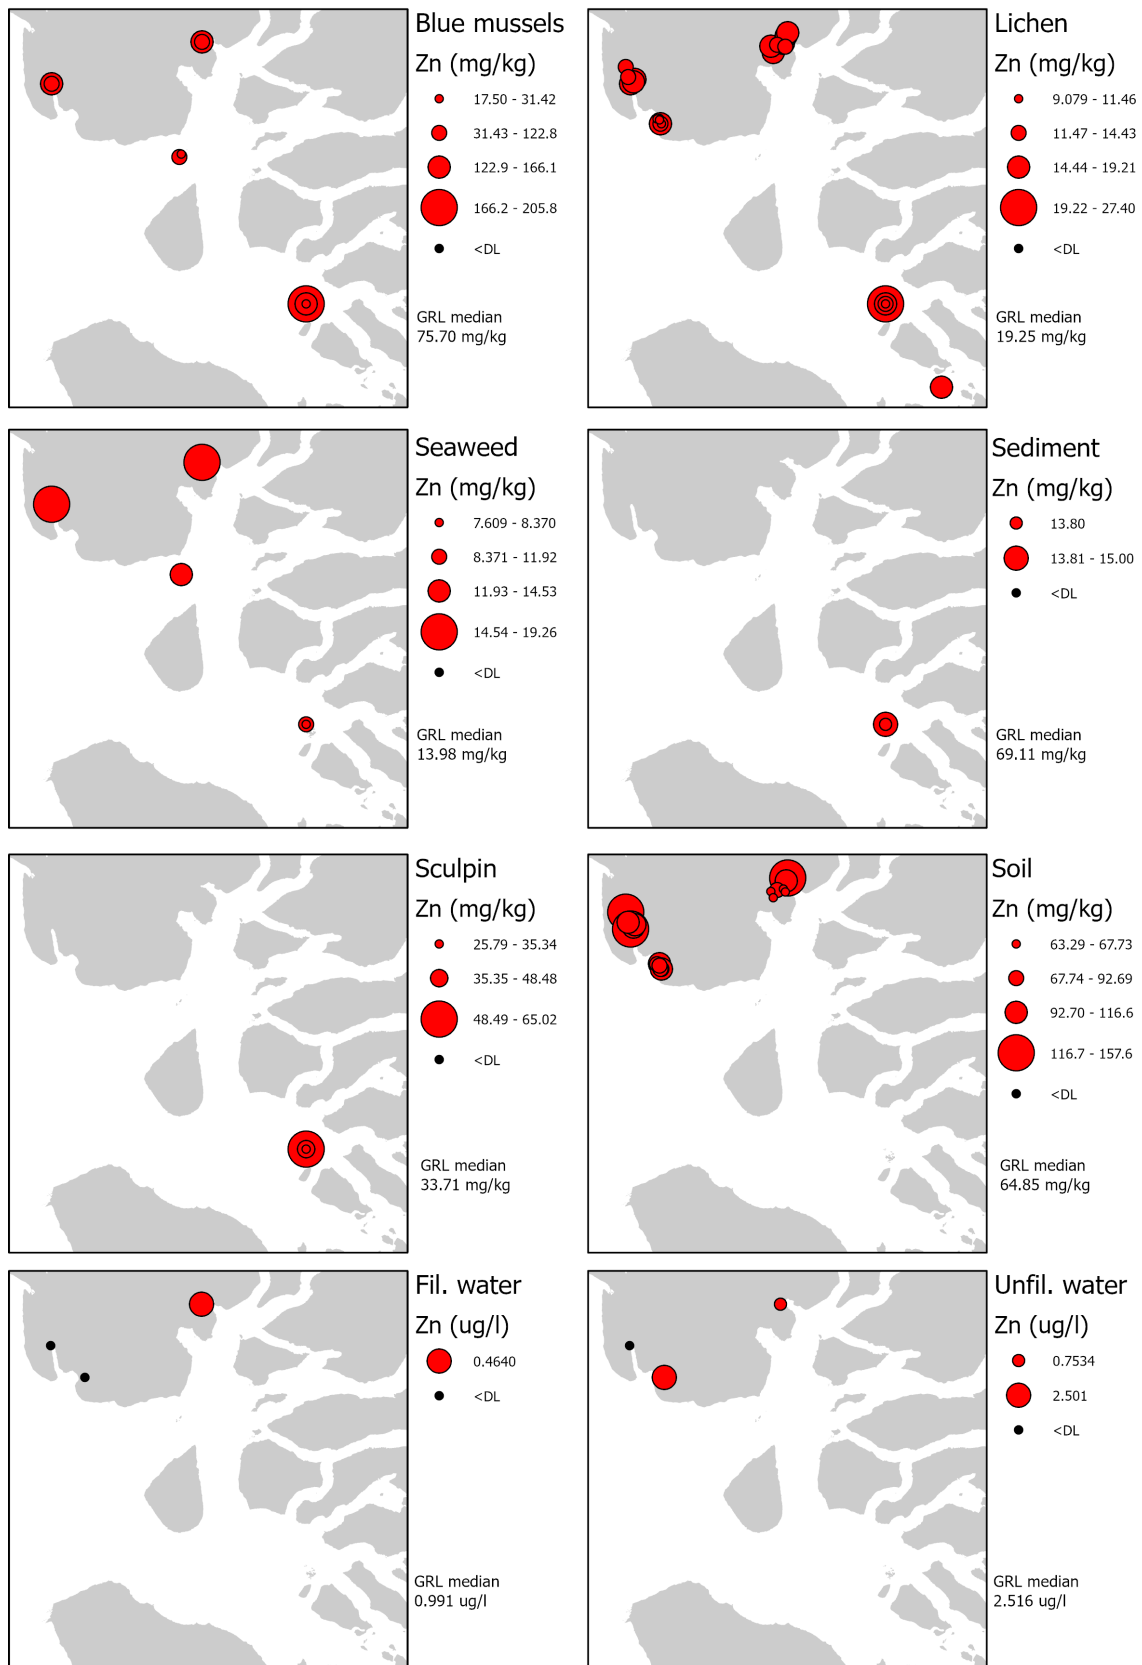 Blue mussels
Zn (mg/kg)
17.50 - 31.42
31.43 - 122.8
122.9 - 166.1
166.2 - 205.8
<DL
GRL median
75.70 mg/kg
Lichen
Zn (mg/kg)
9.079 - 11.46
11.47 - 14.43
14.44 - 19.21
19.22 - 27.40
<DL
GRL median
19.25 mg/kg
Seaweed
Zn (mg/kg)
7.609 - 8.370
8.371 - 11.92
11.93 - 14.53
14.54 - 19.26
<DL
GRL median
13.98 mg/kg
Sediment
Zn (mg/kg)
13.80
13.81 - 15.00
<DL
GRL median
69.11 mg/kg
Sculpin
Zn (mg/kg)
25.79 - 35.34
35.35 - 48.48
48.49 - 65.02
<DL
GRL median
33.71 mg/kg
Soil
Zn (mg/kg)
63.29 - 67.73
67.74 - 92.69
92.70 - 116.6
116.7 - 157.6
<DL
GRL median
64.85 mg/kg
Fil. water
Zn (ug/l)
0.4640
<DL
GRL median
0.991 ug/l
Unfil. water
Zn (ug/l)
0.7534
2.501
<DL
GRL median
2.516 ug/l